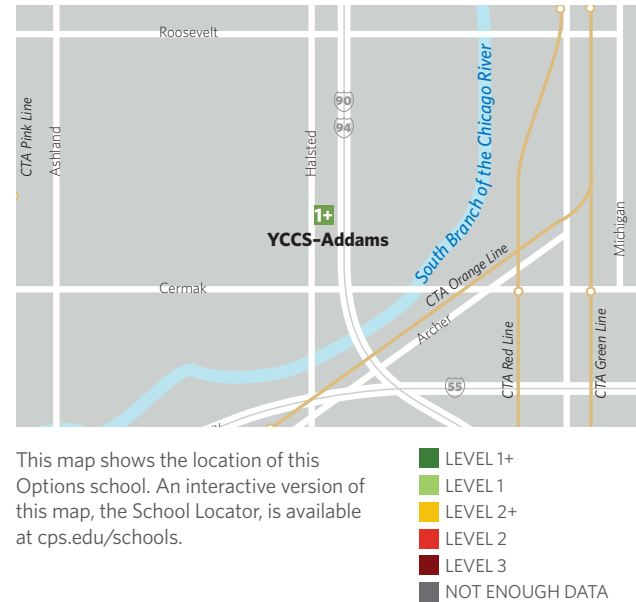 Roosevelt
CTA Pink Line
Ashland
Halsted
90
94
South Branch of the Chicago River
Michigan
1+
YCCS–Addams
Cermak
CTA Orange Line
Archer
CTA Red Line
CTA Green Line
55
This map shows the location of this
Options school. An interactive version of
this map, the School Locator, is available
at cps.edu/schools.
LEVEL 1+
LEVEL 1
LEVEL 2+
LEVEL 2
LEVEL 3
NOT ENOUGH DATA